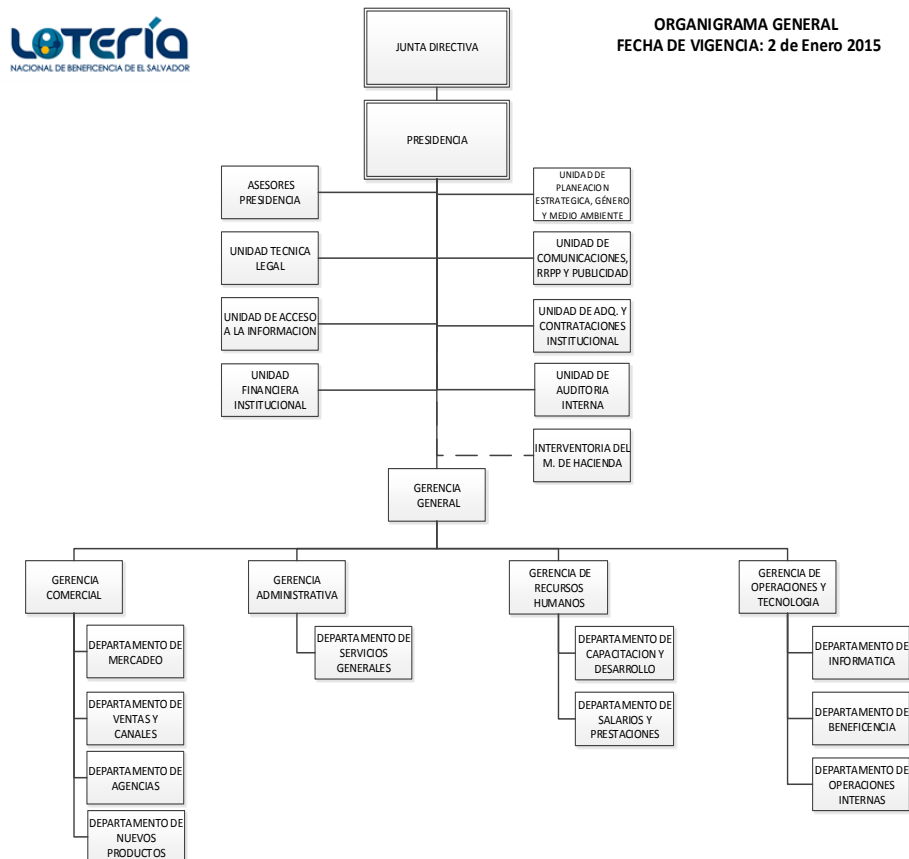 LOTERÍA
NACIONAL DE BENEFICENCIA DE EL SALVADOR
ORGANIGRAMA GENERAL
FECHA DE VIGENCIA: 2 de Enero 2015
JUNTA DIRECTIVA
PRESIDENCIA
ASESORES
PRESIDENCIA
UNIDAD DE
PLANEACION
ESTRATEGICA, GÉNERO
Y MEDIO AMBIENTE
UNIDAD TECNICA
LEGAL
UNIDAD DE
COMUNICACIONES,
RRPP Y PUBLICIDAD
UNIDAD DE ACCESO
A LA INFORMACION
UNIDAD DE ADQ. Y
CONTRATACIONES
INSTITUCIONAL
UNIDAD
FINANCIERA
INSTITUCIONAL
UNIDAD DE
AUDITORIA
INTERNA
INTERVENTORIA DEL
M. DE HACIENDA
GERENCIA
GENERAL
GERENCIA
COMERCIAL
GERENCIA
ADMINISTRATIVA
GERENCIA DE
RECURSOS
HUMANOS
GERENCIA DE
OPERACIONES Y
TECNOLOGIA
DEPARTAMENTO DE
MERCADEO
DEPARTAMENTO DE
SERVICIOS
GENERALES
DEPARTAMENTO DE
CAPACITACION Y
DESARROLLO
DEPARTAMENTO DE
INFORMATICA
DEPARTAMENTO DE
VENTAS Y
CANALES
DEPARTAMENTO DE
SALARIOS Y
PRESTACIONES
DEPARTAMENTO DE
BENEFICENCIA
DEPARTAMENTO DE
AGENCIAS
DEPARTAMENTO DE
OPERACIONES
INTERNAS
DEPARTAMENTO DE
NUEVOS
PRODUCTOS